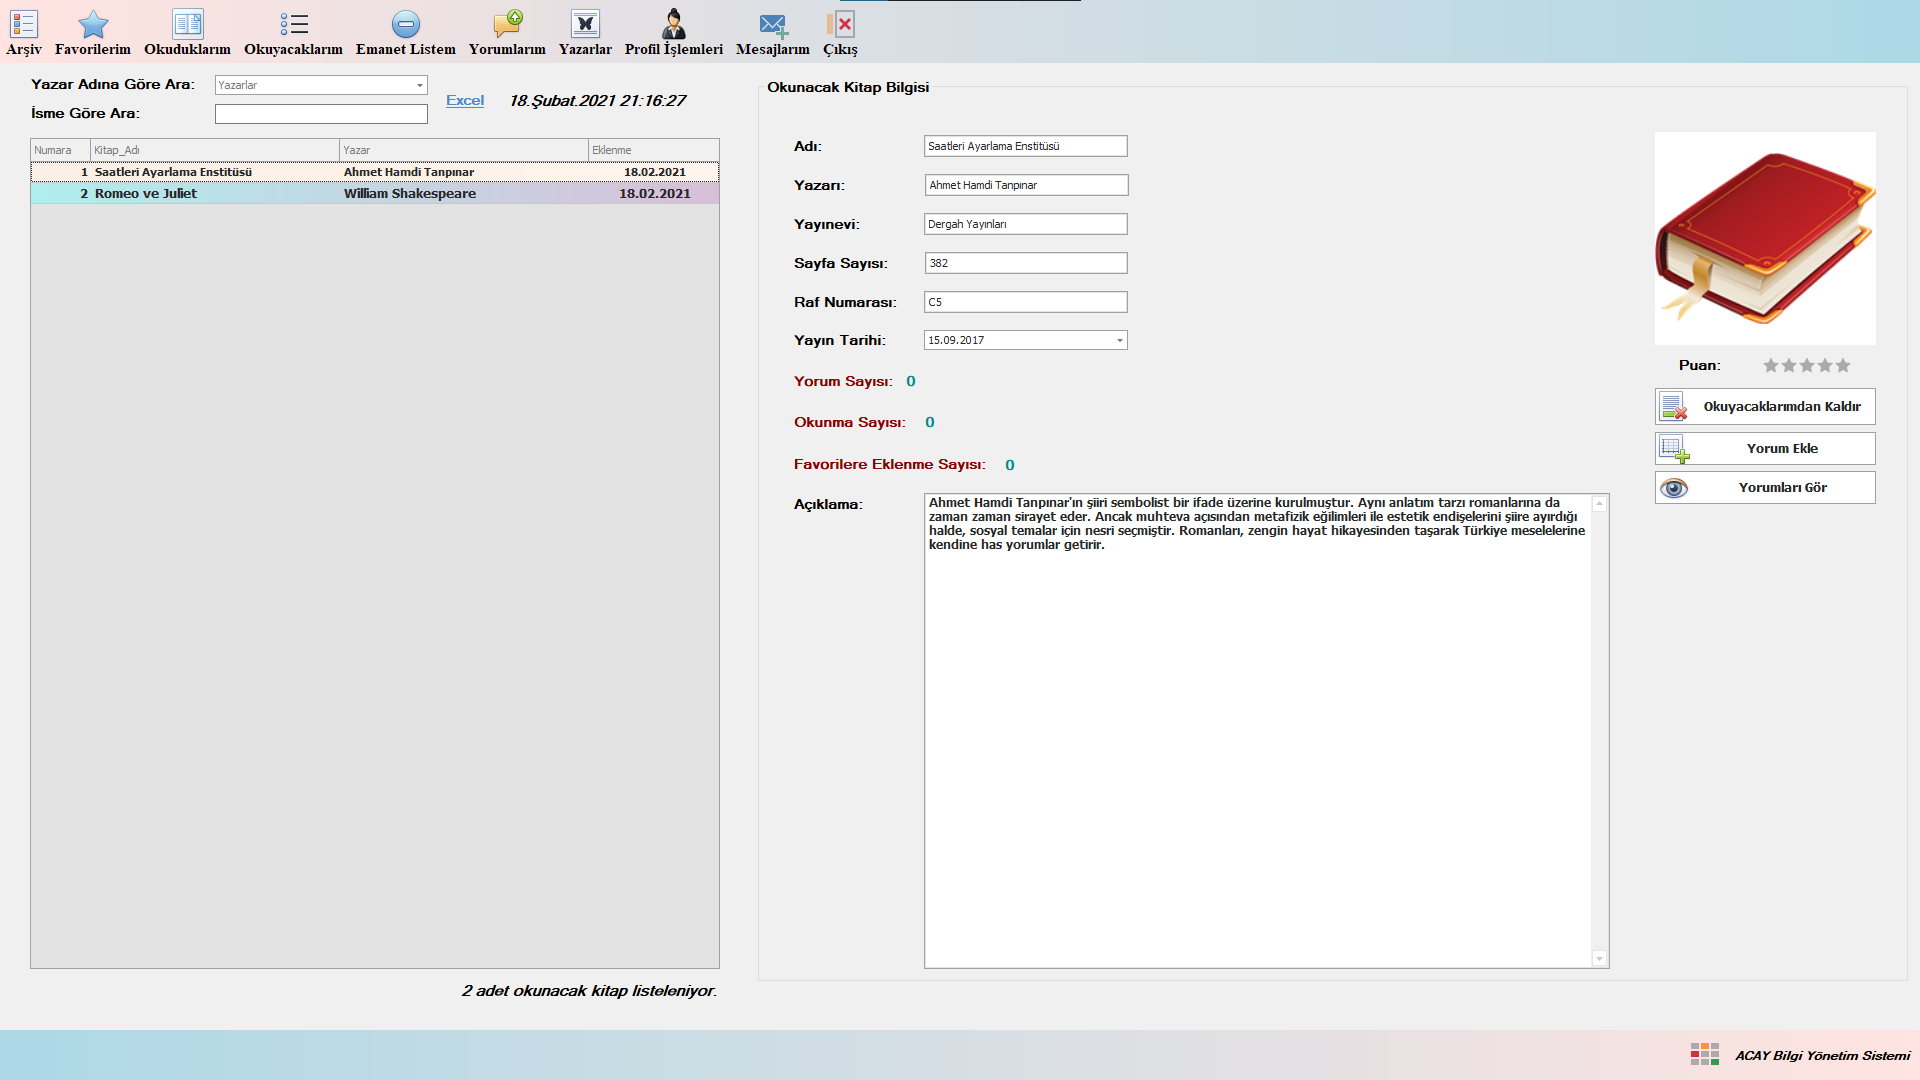 Arşiv Favorilerim Okuduklarım Okuyacaklarım Emanet Listem Yorumlarım Yazarlar Profil İşlemleri Mesajlarım Çıkış
Yazar Adına Göre Ara: Yazarlar
İsme Göre Ara:
Excel 18.Şubat.2021 21:16:27
Numara Kitap_Adı Yazar Eklenme
1 Saatleri Ayarlama Enstitüsü Ahmet Hamdi Tanpınar 18.02.2021
2 Romeo ve Juliet William Shakespeare 18.02.2021
2 adet okunacak kitap listeleniyor.
Okunacak Kitap Bilgisi
Adı: Saatleri Ayarlama Enstitüsü
Yazarı: Ahmet Hamdi Tanpınar
Yayınevi: Dergah Yayınları
Sayfa Sayısı: 382
Raf Numarası: C5
Yayın Tarihi: 15.09.2017
Yorum Sayısı: 0
Okunma Sayısı: 0
Favorilere Eklenme Sayısı: 0
Açıklama: Ahmet Hamdi Tanpınar'ın şiiri sembolist bir ifade üzerine kurulmuştur. Aynı anlatım tarzı romanlarına da
zaman zaman sirayet eder. Ancak muhteva açısından metafizik eğilimleri ile estetik endişelerini şiire ayırdığı
halde, sosyal temalar için nesri seçmiştir. Romanları, zengin hayat hikayesinden taşarak Türkiye meselelerine
kendine has yorumlar getirir.
Puan:
Okuyacaklarımdan Kaldır
Yorum Ekle
Yorumları Gör
ACAY Bilgi Yönetim Sistemi